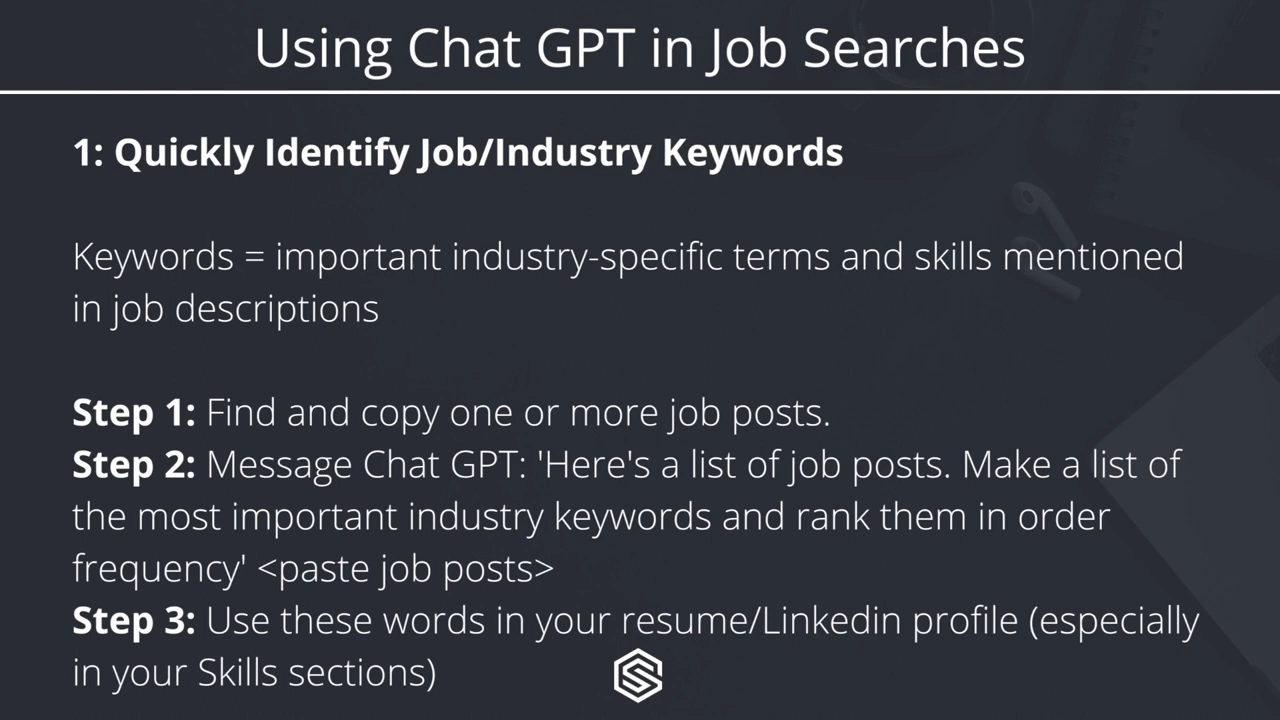 Using Chat GPT in Job Searches
1: Quickly Identify Job/Industry Keywords
Keywords = important industry-specific terms and skills mentioned
in job descriptions
Step 1: Find and copy one or more job posts.
Step 2: Message Chat GPT: 'Here's a list of job posts. Make a list of
the most important industry keywords and rank them in order
frequency' <paste job posts>
Step 3: Use these words in your resume/Linkedin profile (especially
in your Skills sections)